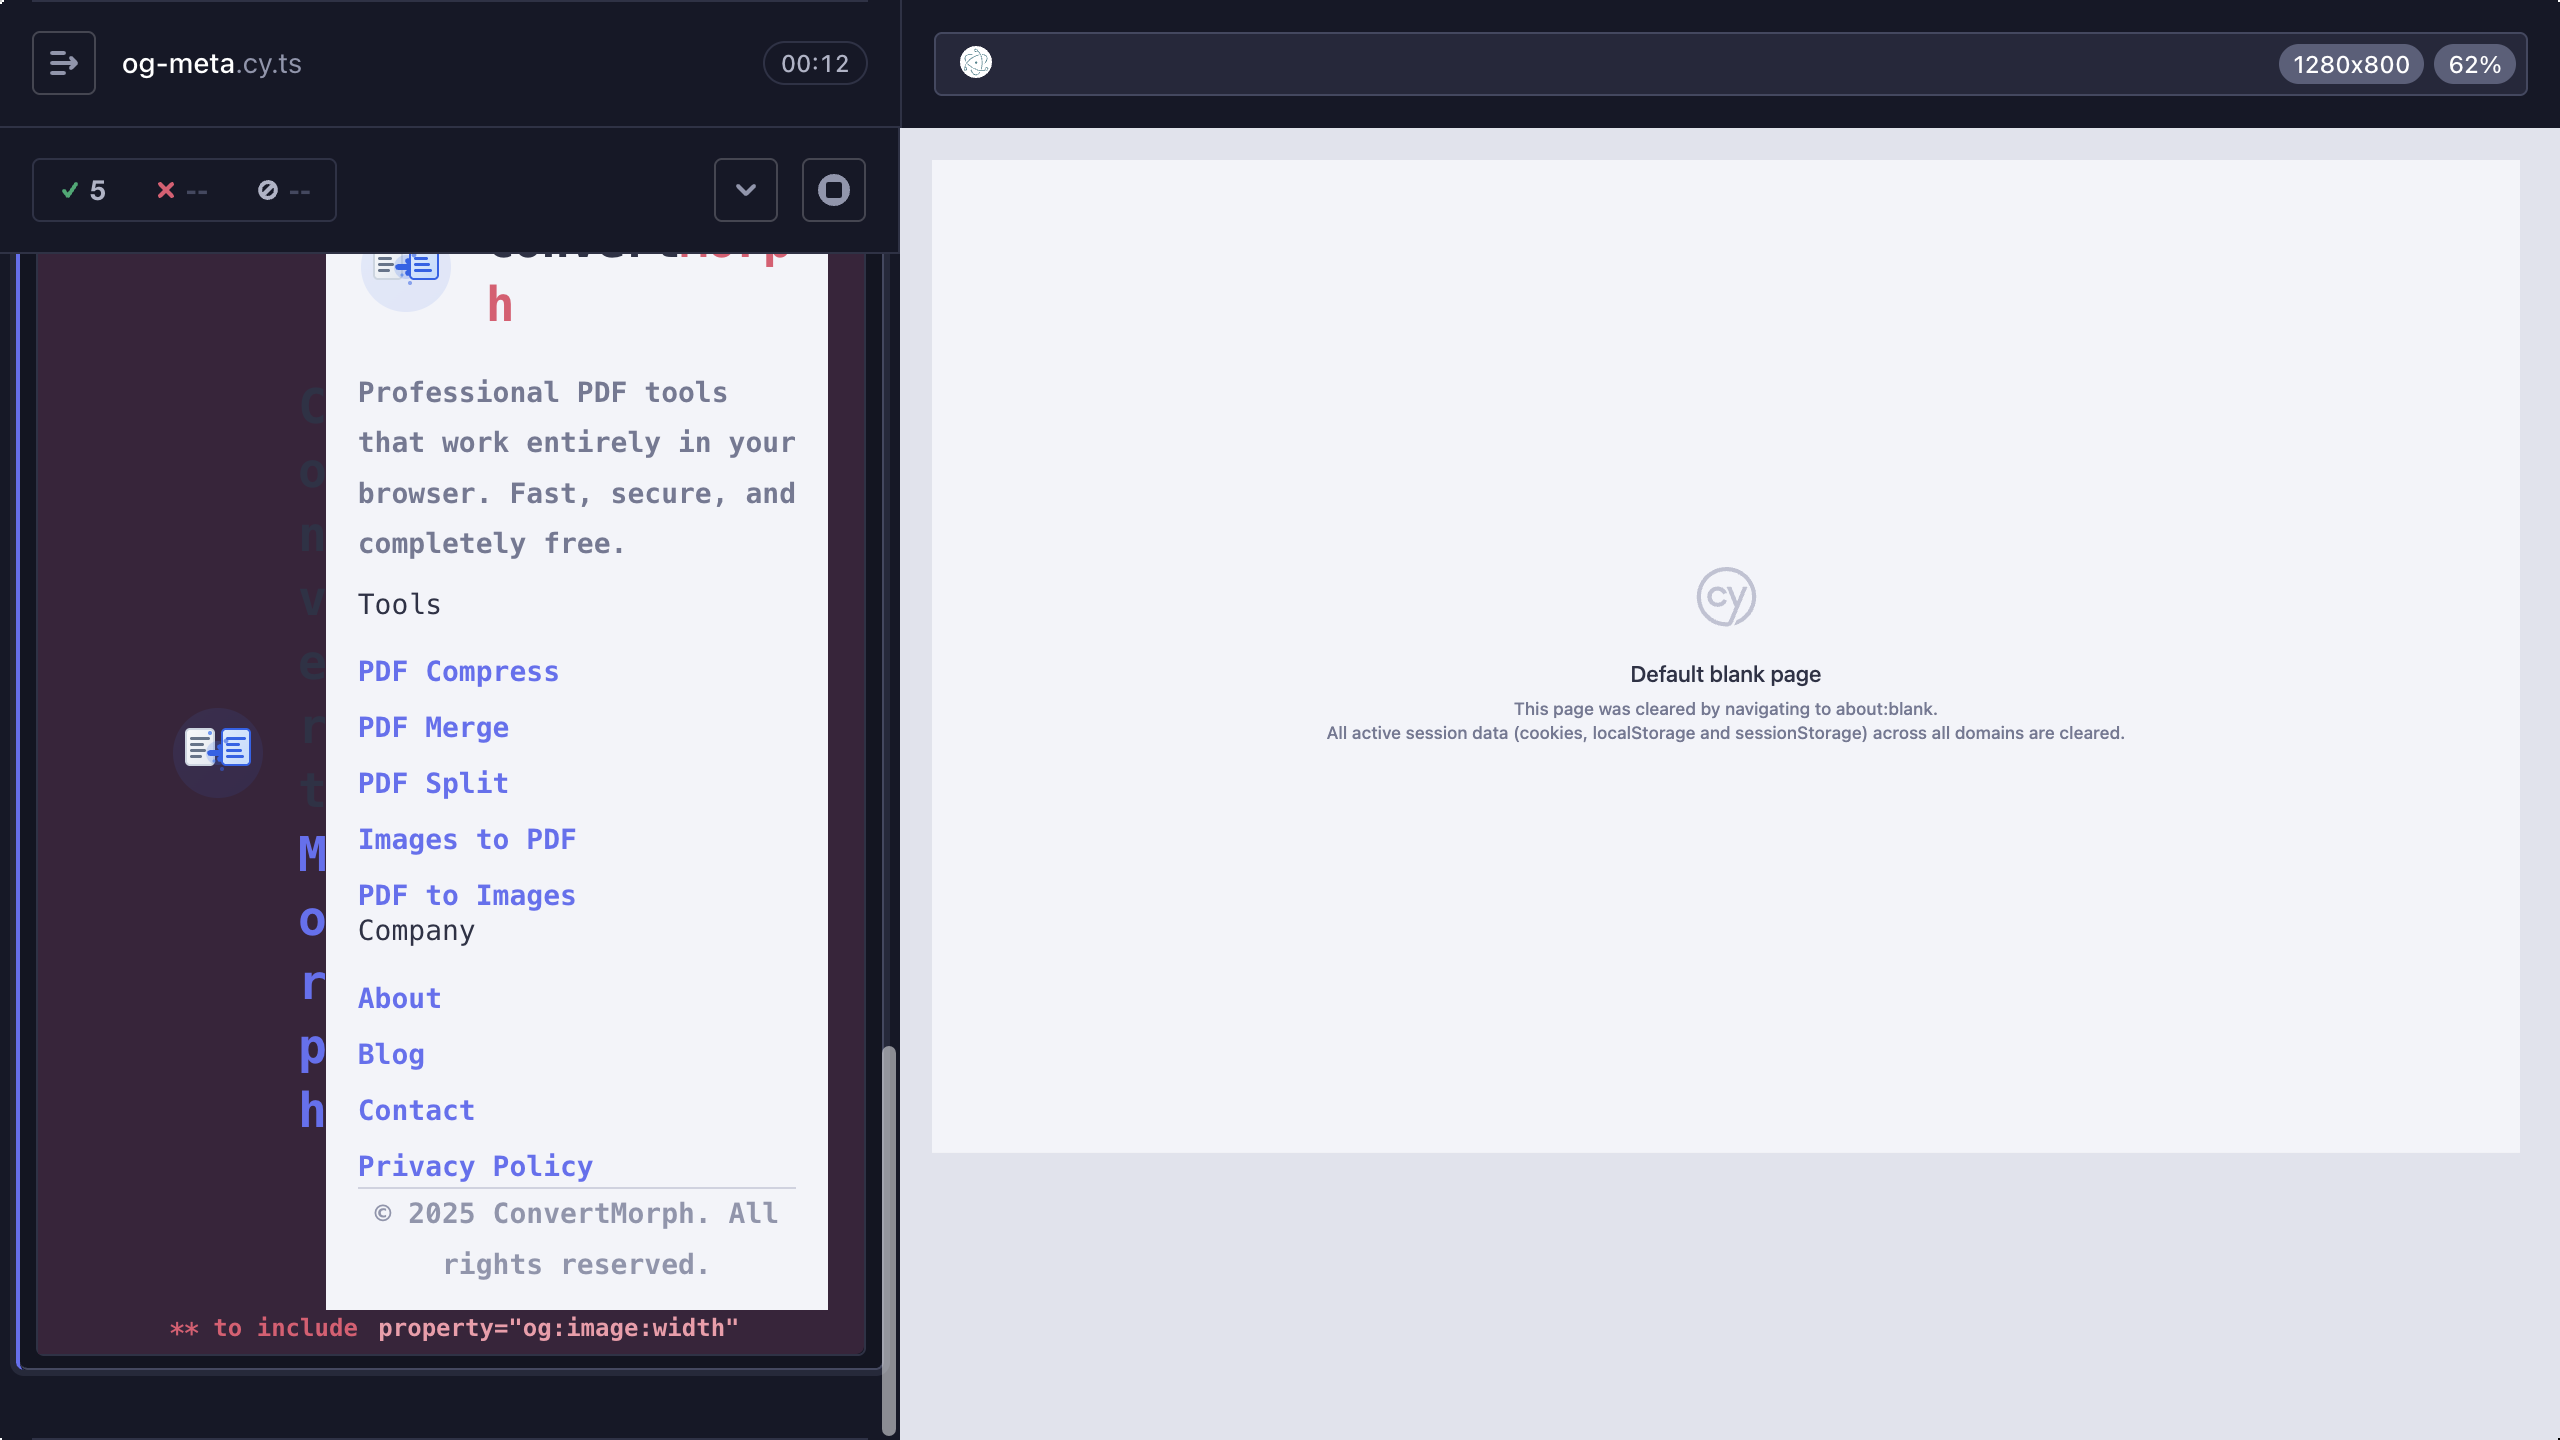 og-meta.cy.ts
00:12
1280x800
62%
5
--
--
ConvertMorp
h
Professional PDF tools
that work entirely in your
browser. Fast, secure, and
completely free.
Tools
PDF Compress
PDF Merge
PDF Split
Images to PDF
PDF to Images
Company
About
Blog
Contact
Privacy Policy
© 2025 ConvertMorph. All
rights reserved.
C
o
n
v
e
r
t
M
o
r
p
h
** to include property="og:image:width"
cy
Default blank page
This page was cleared by navigating to about:blank.
All active session data (cookies, localStorage and sessionStorage) across all domains are cleared.